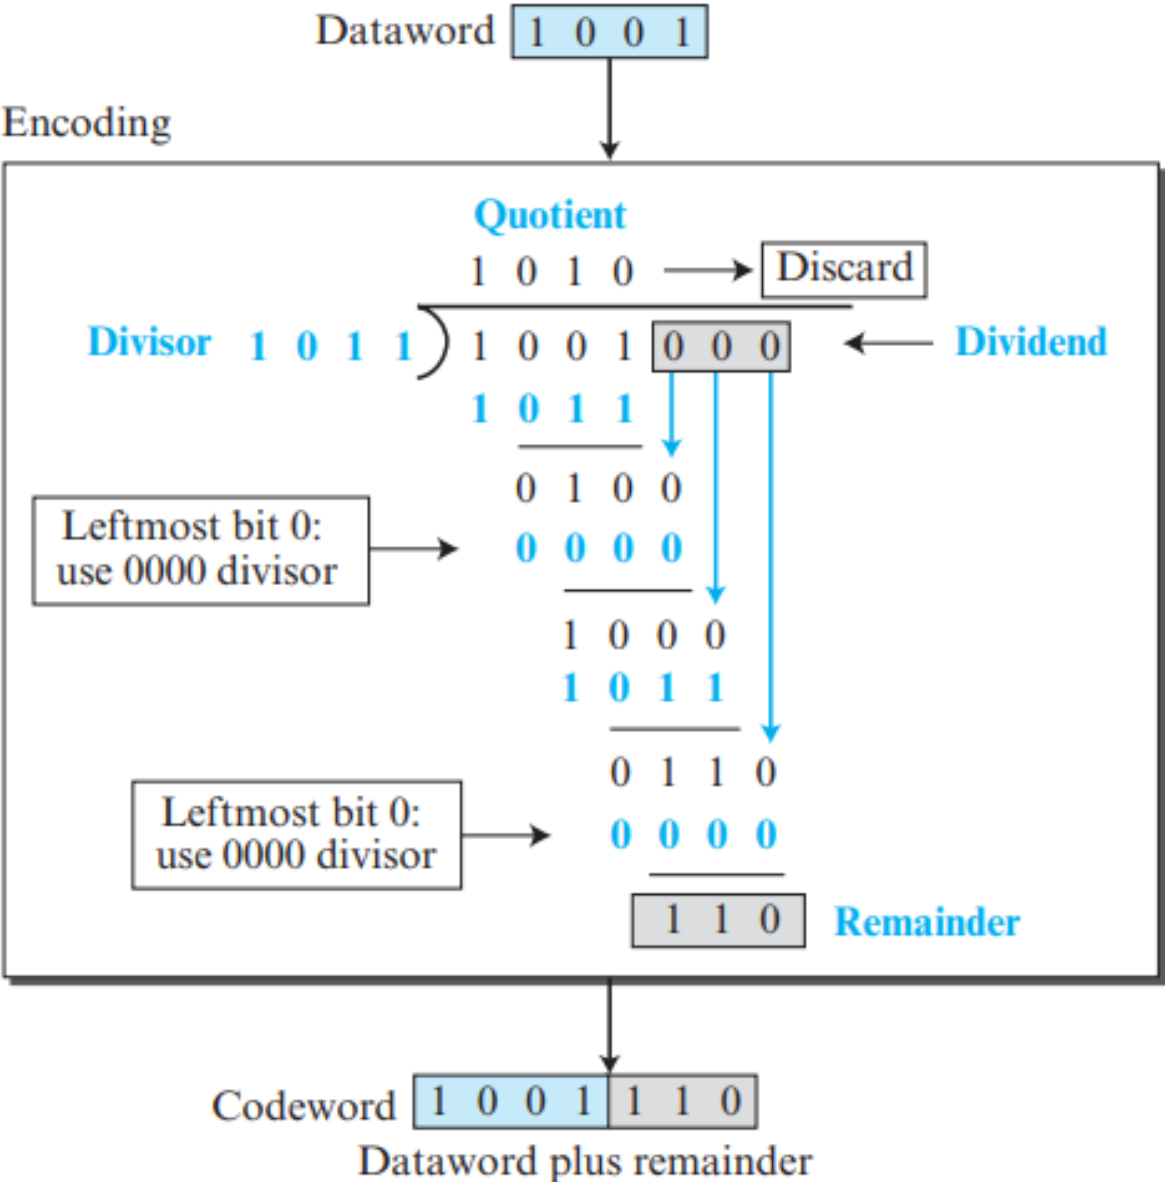 Dataword 1 0 0 1
Encoding
Quotient
1 0 1 0 Discard
Divisor 1 0 1 1 1 0 0 1 0 0 0 Dividend
1 0 1 1
0 1 0 0
Leftmost bit 0:
use 0000 divisor
0 0 0 0
1 0 0 0
1 0 1 1
0 1 1 0
Leftmost bit 0:
use 0000 divisor
0 0 0 0
1 1 0 Remainder
Codeword 1 0 0 1 1 1 0
Dataword plus remainder